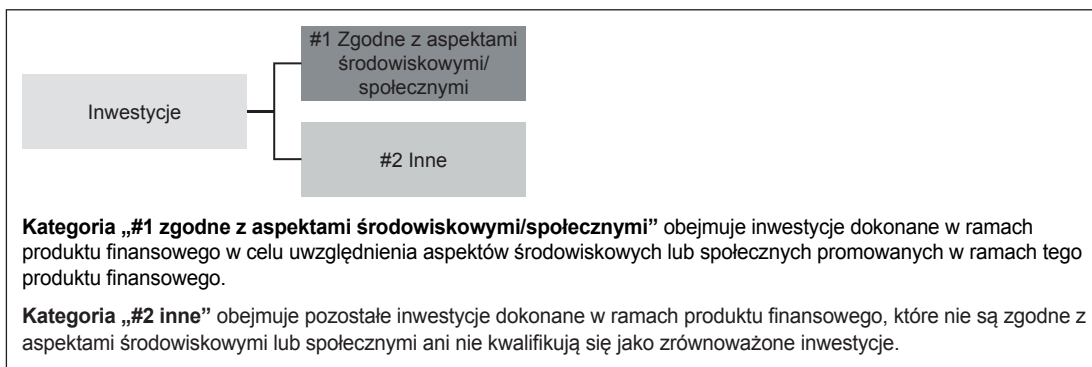 #1 Zgodne z aspektami
środowiskowymi/
społecznymi
Inwestycje
#2 Inne
Kategoria „#1 zgodne z aspektami środowiskowymi/społecznymi” obejmuje inwestycje dokonane w ramach
produktu finansowego w celu uwzględnienia aspektów środowiskowych lub społecznych promowanych w ramach tego
produktu finansowego.
Kategoria „#2 inne” obejmuje pozostałe inwestycje dokonane w ramach produktu finansowego, które nie są zgodne z
aspektami środowiskowymi lub społecznymi ani nie kwalifikują się jako zrównoważone inwestycje.